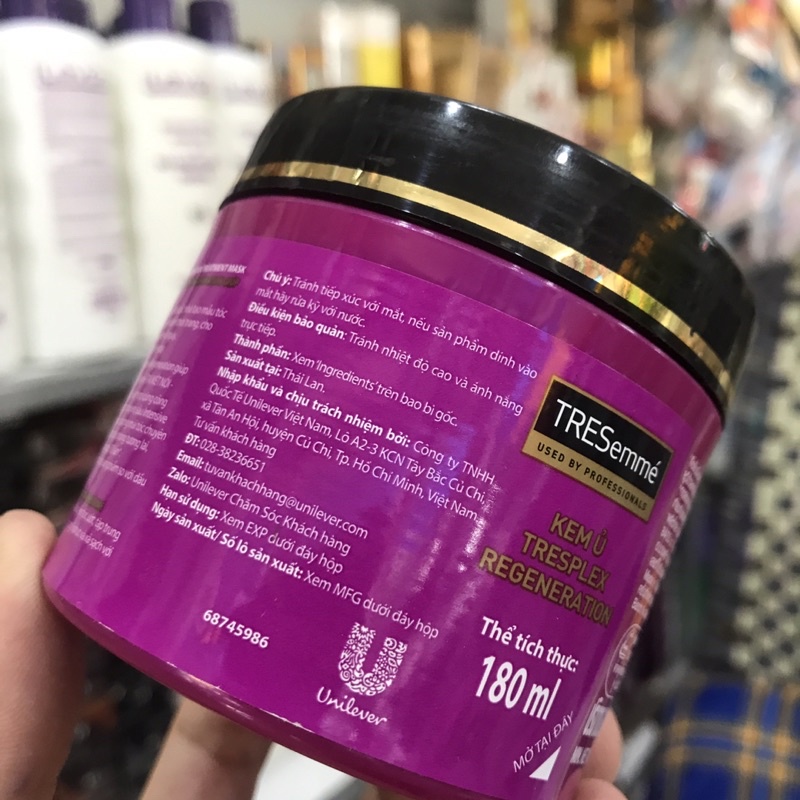 TREATMENT MASK
Chú ý: Tránh tiếp xúc với mắt, nếu sản phẩm dính vào
mắt hãy rửa kỹ với nước.
Điều kiện bảo quản: Tránh nhiệt độ cao và ánh nắng
trực tiếp.
Thành phần: Xem 'Ingredients' trên bao bì gốc.
Sản xuất tại: Thái Lan.
Nhập khẩu và chịu trách nhiệm bởi: Công ty TNHH
Quốc Tế Unilever Việt Nam, Lô A2-3 KCN Tây Bắc Củ Chi,
xã Tân An Hội, huyện Củ Chi, Tp. Hồ Chí Minh, Việt Nam.
Tư vấn khách hàng
ĐT: 028-38236651
Email: tuvankhachhang@unilever.com
Zalo: Unilever Chăm Sóc Khách hàng
Hạn sử dụng: Xem EXP dưới đáy hộp
Ngày sản xuất/ Số lô sản xuất: Xem MFG dưới đáy hộp
68745986
Unilever
TRESemmé
USED BY PROFESSIONALS
KEM Ủ
TRESPLEX
REGENERATION
Thể tích thực:
180 ml
MỞ TẠI ĐÂY